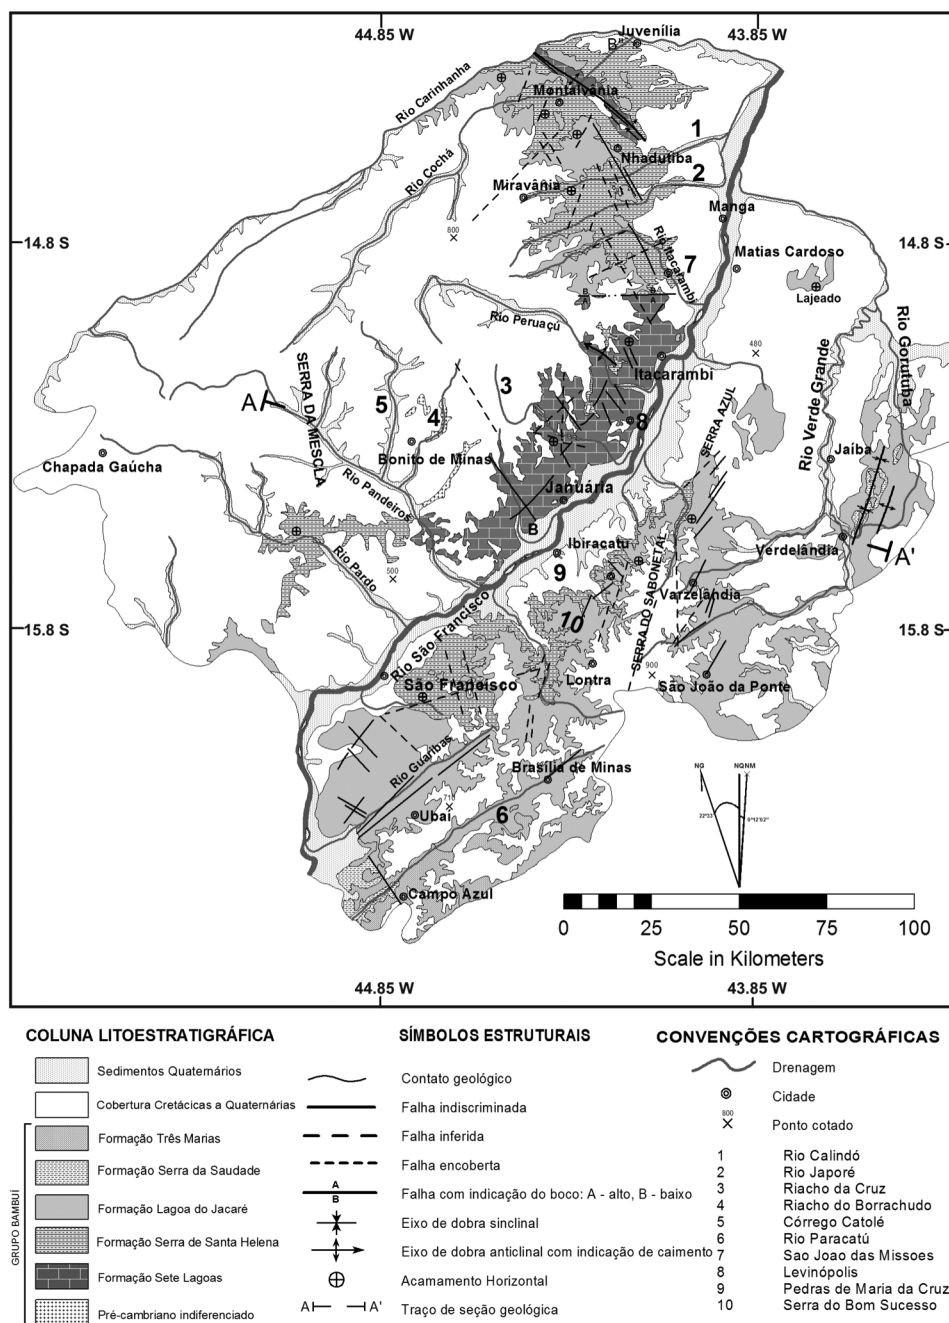 44.85 W
43.85 W
Juvenília
B"
Rio Carinhanha
Montalvânia
1
Nhadutiba
Rio Cochá
2
Miravânia
Manga
800
14.8 S
14.8 S
Rio Itacarambi
Matias Cardoso
7
B
A
B
A
Lajeado
Rio Peruaçú
Rio Gorutuba
480
Rio Verde Grande
SERRA DA MESCLA
Itacarambi
3
A
5
4
8
SERRA AZUL
Chapada Gaúcha
Bonito de Minas
Jaíba
Rio Pandeiros
Januária
B
Ibiracatu
Verdelândia
A'
Rio Pardo
500
9
SERRA DO SABONETAL
Varzelândia
10
15.8 S
15.8 S
Rio São Francisco
900
São Francisco
Lontra
São João da Ponte
Rio Guaribas
Brasília de Minas
NG
NQ
NM
710
Ubaí
6
22º33'
0º12'02"
Campo Azul
0 25 50 75 100
Scale in Kilometers
44.85 W
43.85 W
COLUNA LITOESTRATIGRÁFICA
Sedimentos Quaternários
Cobertura Cretácicas a Quaternárias
GRUPO BAMBUÍ
Formação Três Marias
Formação Serra da Saudade
Formação Lagoa do Jacaré
Formação Serra de Santa Helena
Formação Sete Lagoas
Pré-cambriano indiferenciado
SÍMBOLOS ESTRUTURAIS
Contato geológico
Falha indiscriminada
Falha inferida
Falha encoberta
A
B
Falha com indicação do boco: A - alto, B - baixo
Eixo de dobra sinclinal
Eixo de dobra anticlinal com indicação de caimento
Acamamento Horizontal
A A' Traço de seção geológica
CONVENÇÕES CARTOGRÁFICAS
Drenagem
Cidade
800
Ponto cotado
1 Rio Calindó
2 Rio Japoré
3 Riacho da Cruz
4 Riacho do Borrachudo
5 Córrego Catolé
6 Rio Paracatú
7 Sao Joao das Missoes
8 Levinópolis
9 Pedras de Maria da Cruz
10 Serra do Bom Sucesso